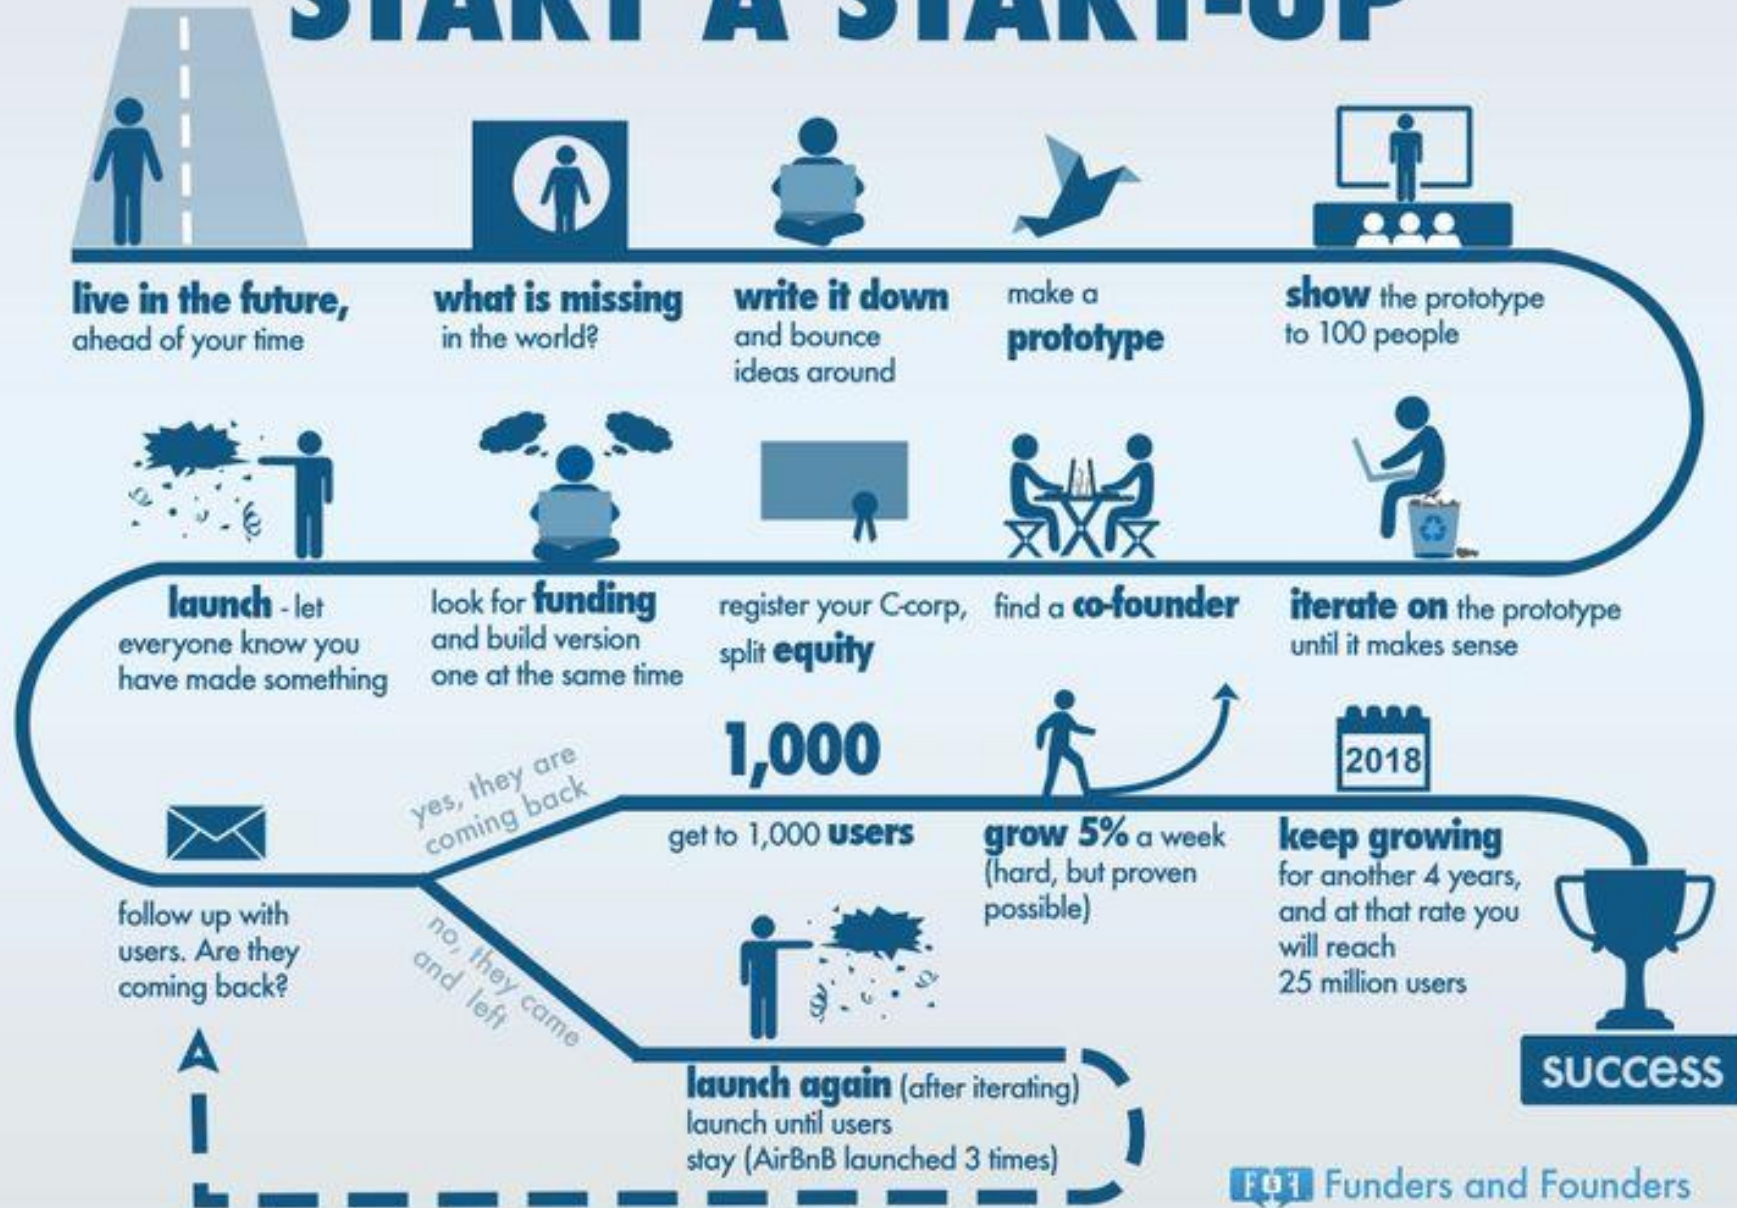 START A START-UP
live in the future,
ahead of your time
what is missing
in the world?
write it down
and bounce
ideas around
make a
prototype
show the prototype
to 100 people
iterate on the prototype
until it makes sense
find a co-founder
register your C-corp,
split equity
look for funding
and build version
one at the same time
launch - let
everyone know you
have made something
follow up with
users. Are they
coming back?
yes, they are
coming back
1,000
get to 1,000 users
grow 5% a week
(hard, but proven
possible)
2018
keep growing
for another 4 years,
and at that rate you
will reach
25 million users
success
no, they came
and left
launch again (after iterating)
launch until users
stay (AirBnB launched 3 times)
Funders and Founders